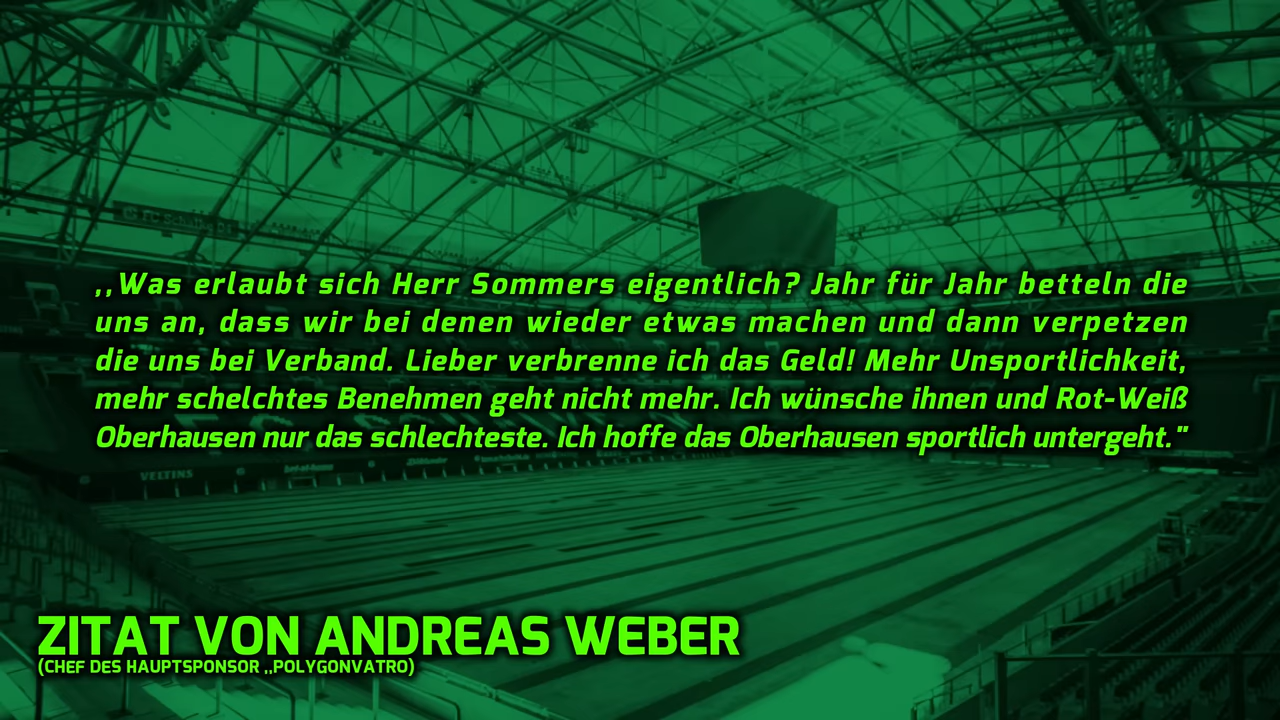 ,,Was erlaubt sich Herr Sommers eigentlich? Jahr für Jahr betteln die
uns an, dass wir bei denen wieder etwas machen und dann verpetzen
die uns bei Verband. Lieber verbrenne ich das Geld! Mehr Unsportlichkeit,
mehr schelchtes Benehmen geht nicht mehr. Ich wünsche ihnen und Rot-Weiß
Oberhausen nur das schlechteste. Ich hoffe das Oberhausen sportlich untergeht."
VELTINS
ZITAT VON ANDREAS WEBER
(CHEF DES HAUPTSPONSOR ,,POLYGONVATRO)